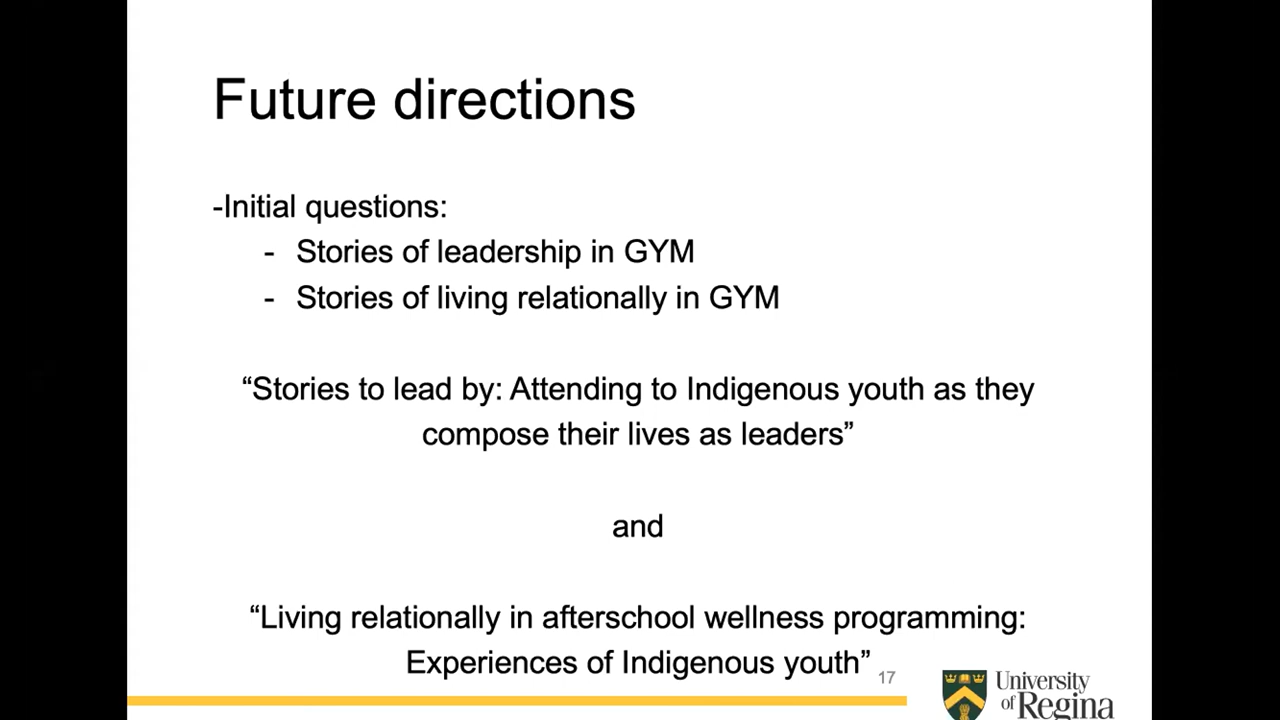 Future directions
-Initial questions:
- Stories of leadership in GYM
- Stories of living relationally in GYM
“Stories to lead by: Attending to Indigenous youth as they
compose their lives as leaders”
and
“Living relationally in afterschool wellness programming:
Experiences of Indigenous youth”
17
University
of Regina